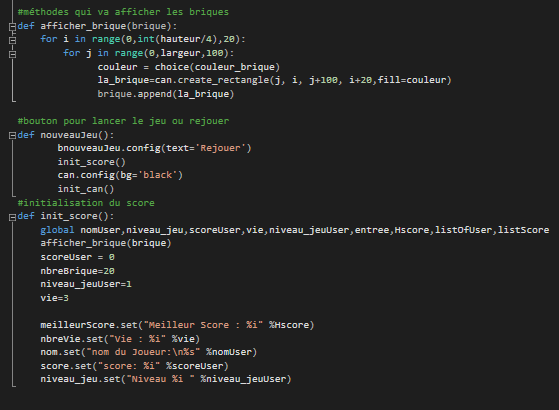 #méthodes qui va afficher les briques
def afficher_brique(brique):
    for i in range(0,int(hauteur/4),20):
        for j in range(0,largeur,100):
              couleur = choice(couleur_brique)
              la_brique=can.create_rectangle(j, i, j+100, i+20,fill=couleur)
              brique.append(la_brique)

#bouton pour lancer le jeu ou rejouer
def nouveauJeu():
       bnouveauJeu.config(text='Rejouer')
       init_score()
       can.config(bg='black')
       init_can()
#initialisation du score
def init_score():
    global nomUser,niveau_jeu,scoreUser,vie,niveau_jeuUser,entree,Hscore,listOfUser,listScore
    afficher_brique(brique)
    scoreUser = 0
    nbreBrique=20
    niveau_jeuUser=1
    vie=3

    meilleurScore.set("Meilleur Score : %i" %Hscore)
    nbreVie.set("Vie : %i" %vie)
    nom.set("nom du Joueur:\n%s" %nomUser)
    score.set("score: %i" %scoreUser)
    niveau_jeu.set("Niveau %i " %niveau_jeuUser)